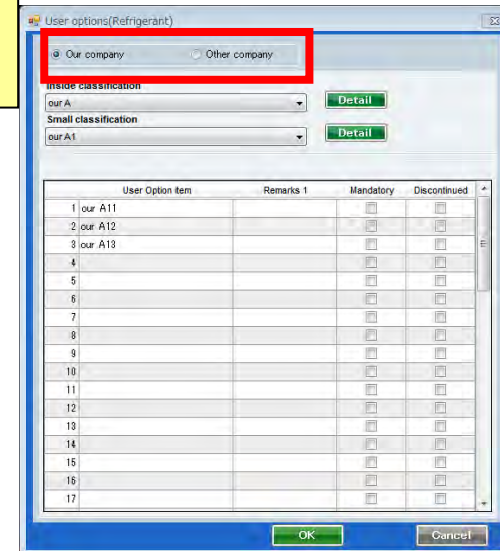 User options(Refrigerant)
Our company Other company
Inside classification
our A Detail
Small classification
our A1 Detail
User Option item Remarks 1 Mandatory Discontinued
1 our A11
2 our A12
3 our A13
4
5
6
7
8
9
10
11
12
13
14
15
16
17
OK Cancel